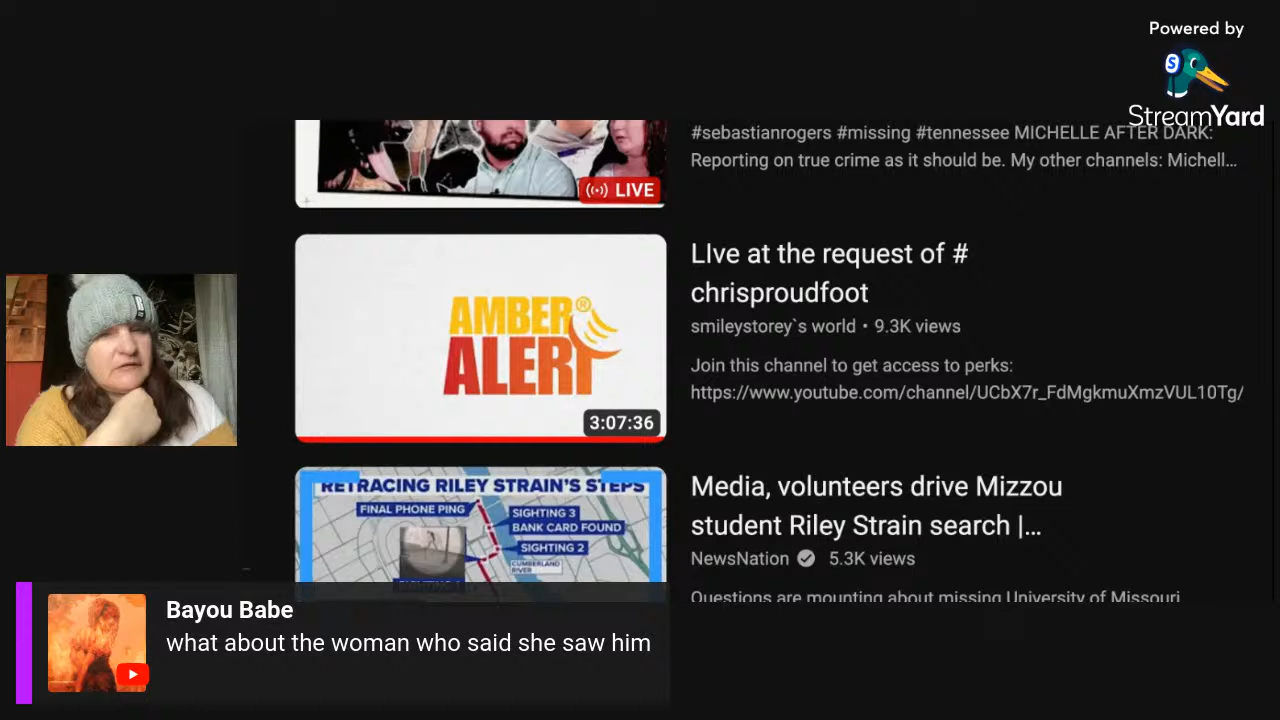 Powered by
StreamYard
#sebastianrogers #missing #tennessee MICHELLE AFTER DARK:
Reporting on true crime as it should be. My other channels: Michell...
LIVE
LIve at the request of #
chrisproudfoot
smileystorey`s world • 9.3K views
Join this channel to get access to perks:
https://www.youtube.com/channel/UCbX7r_FdMgkmuXmzVUL10Tg/
AMBER
ALERT
3:07:36
RETRACING RILEY STRAIN'S STEPS
FINAL PHONE PING
SIGHTING 3
BANK CARD FOUND
SIGHTING 2
CUMBERLAND
RIVER
Media, volunteers drive Mizzou
student Riley Strain search |...
NewsNation 5.3K views
Questions are mounting about missing University of Missouri
Bayou Babe
what about the woman who said she saw him